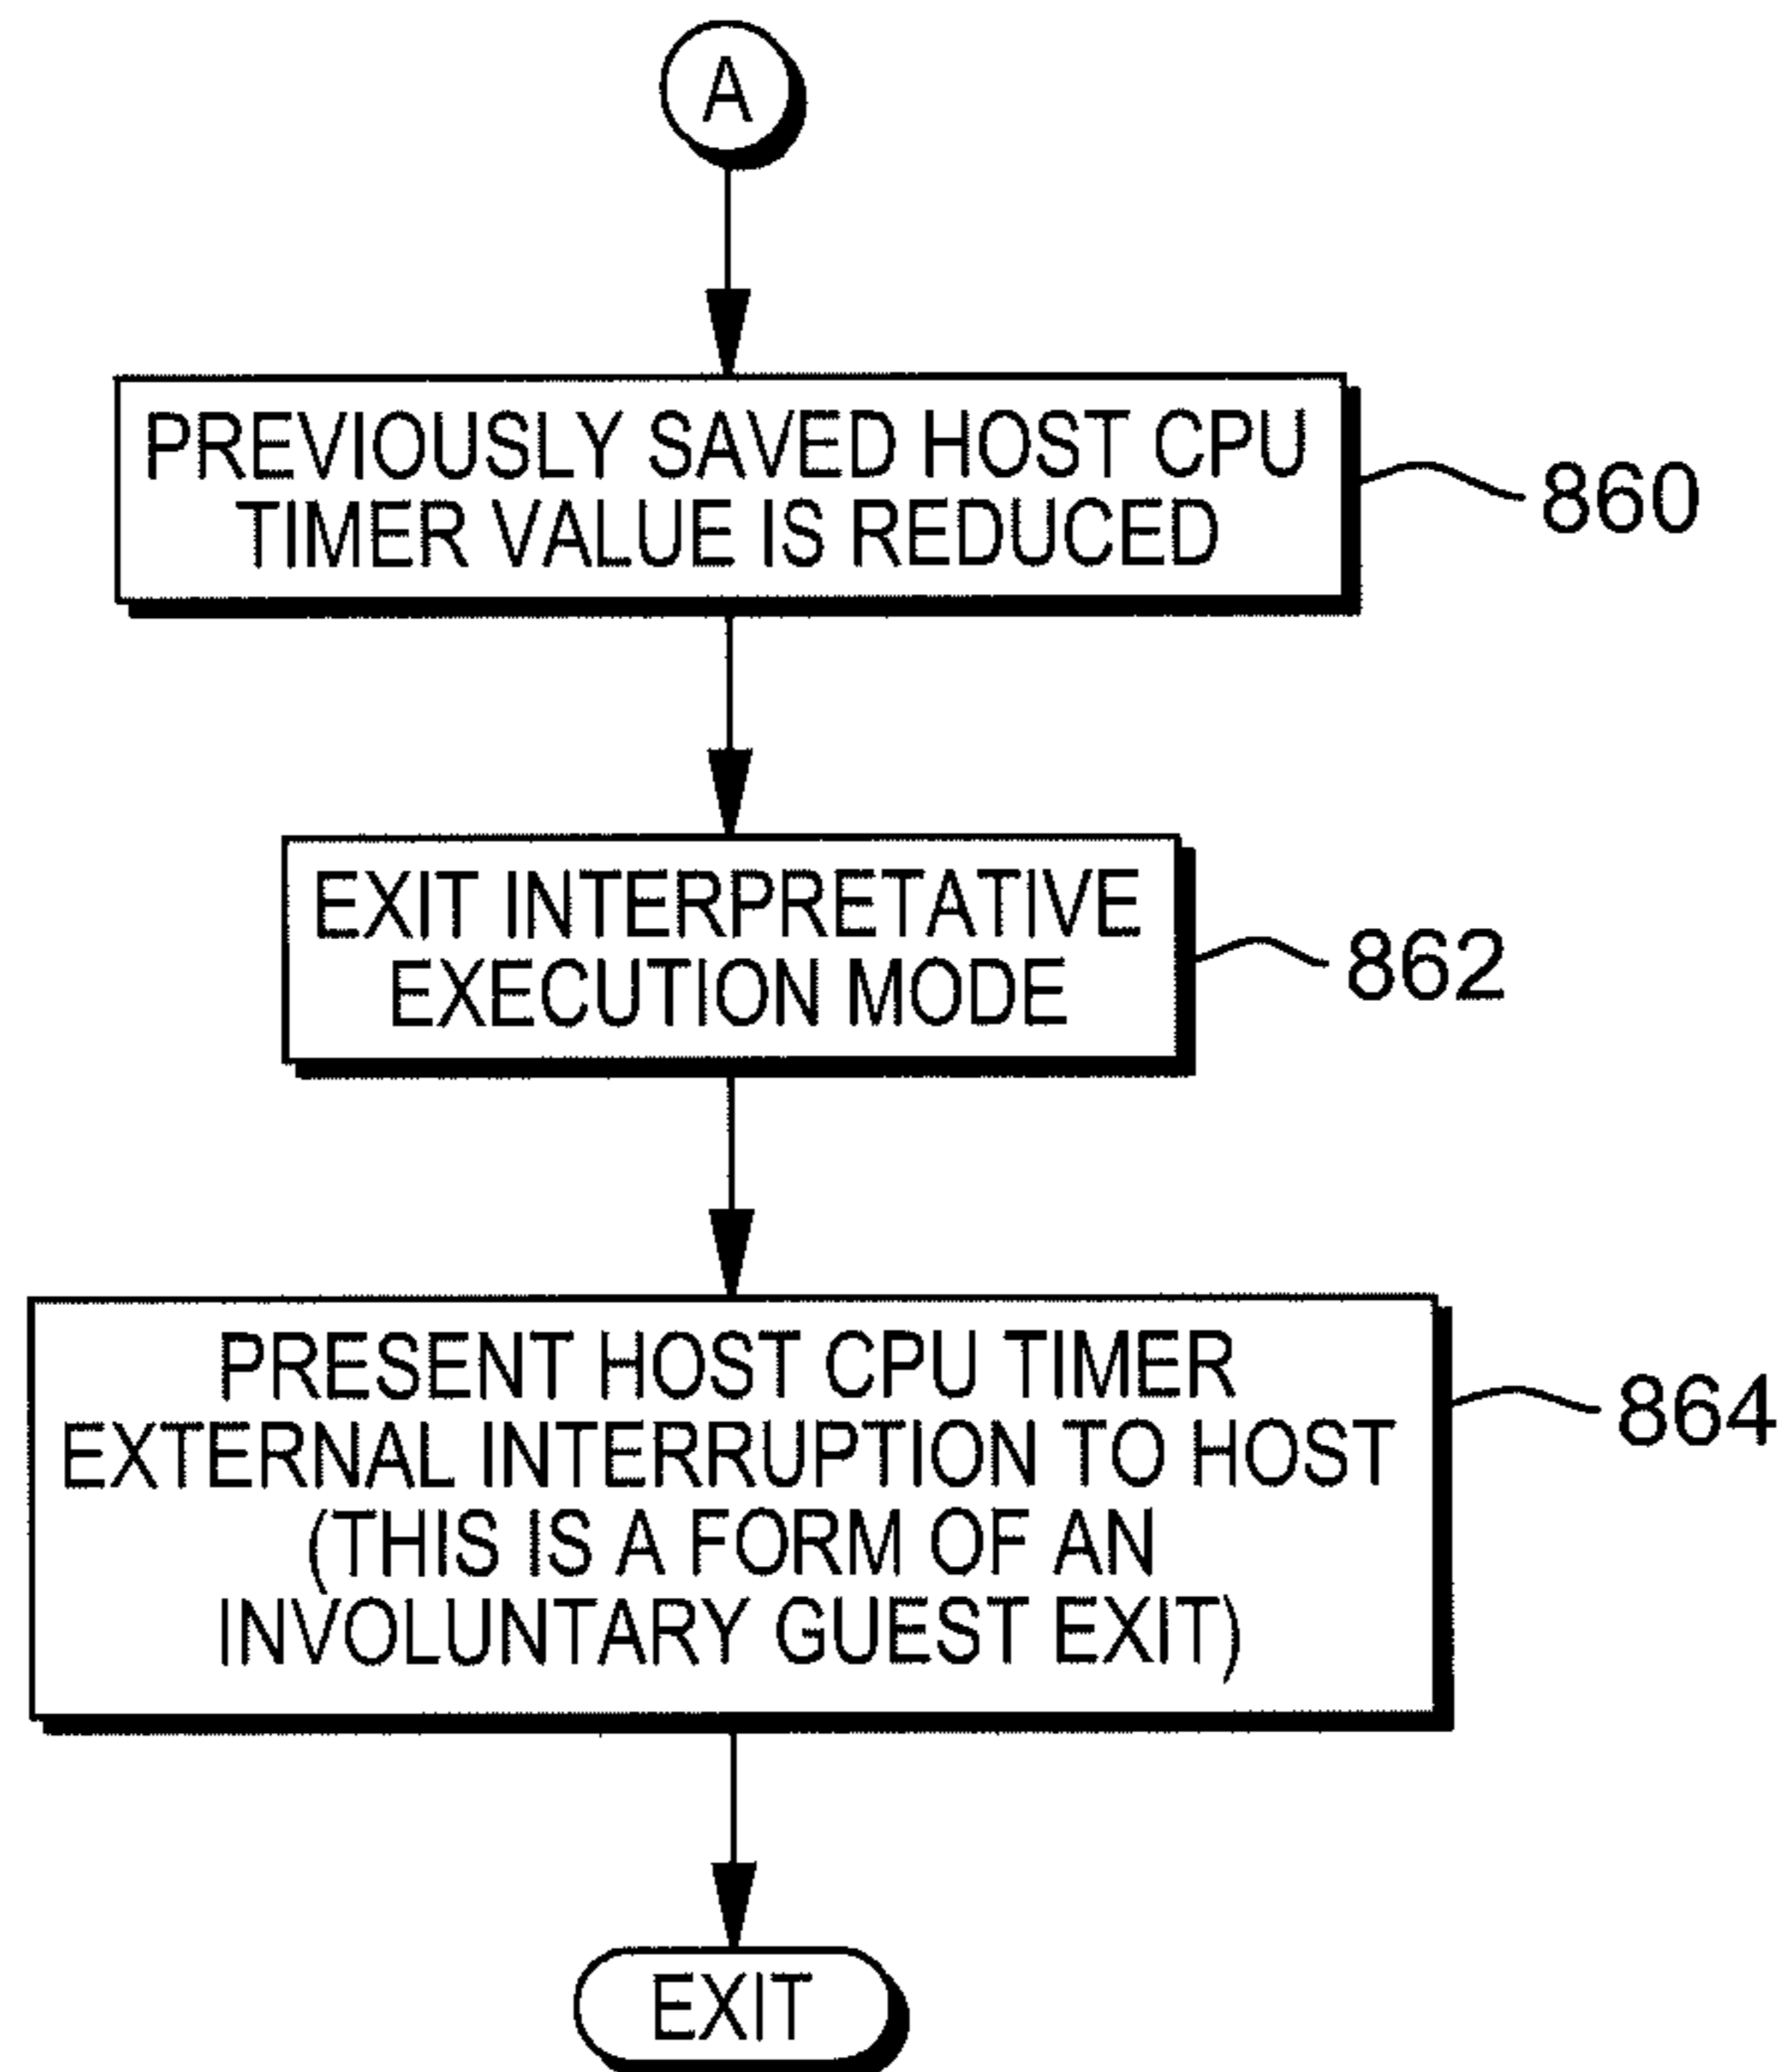 A
PREVIOUSLY SAVED HOST CPU
TIMER VALUE IS REDUCED
860
EXIT INTERPRETATIVE
EXECUTION MODE
862
PRESENT HOST CPU TIMER
EXTERNAL INTERRUPTION TO HOST
(THIS IS A FORM OF AN
INVOLUNTARY GUEST EXIT)
864
EXIT